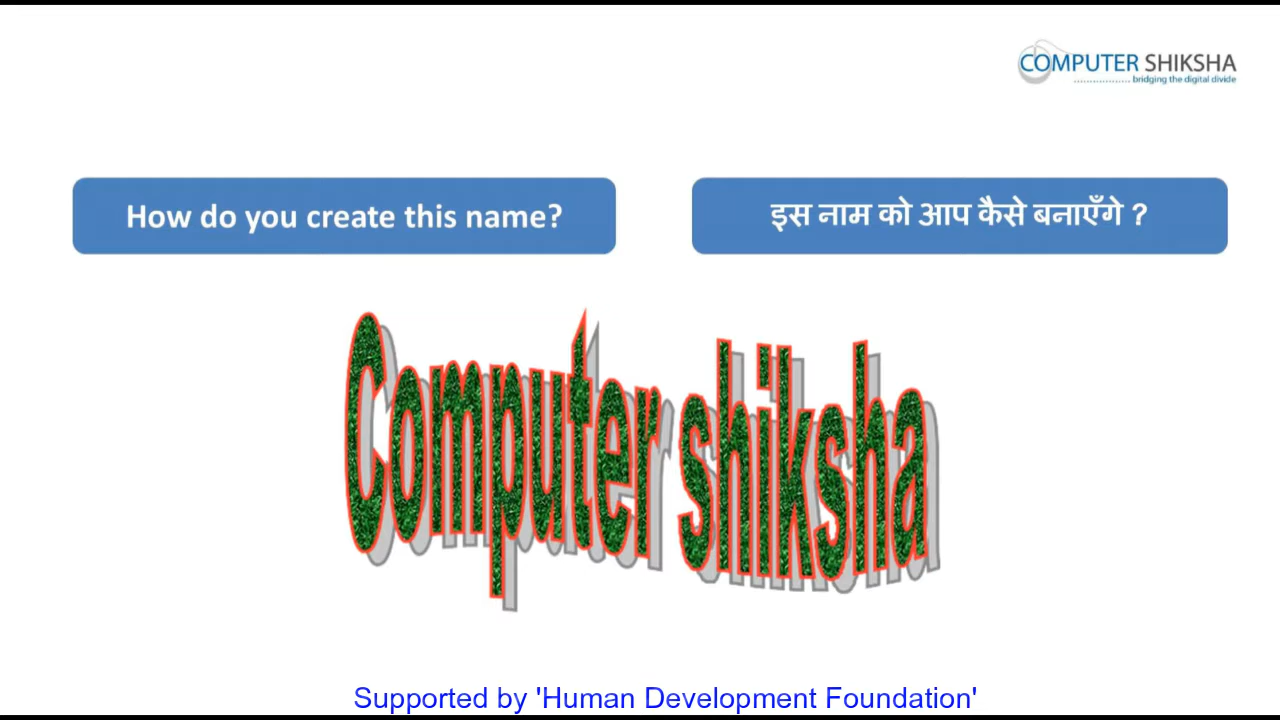 COMPUTER SHIKSHA
bridging the digital divide
How do you create this name?
इस नाम को आप कैसे बनाएँगे ?
Computer shiksha
Supported by 'Human Development Foundation'